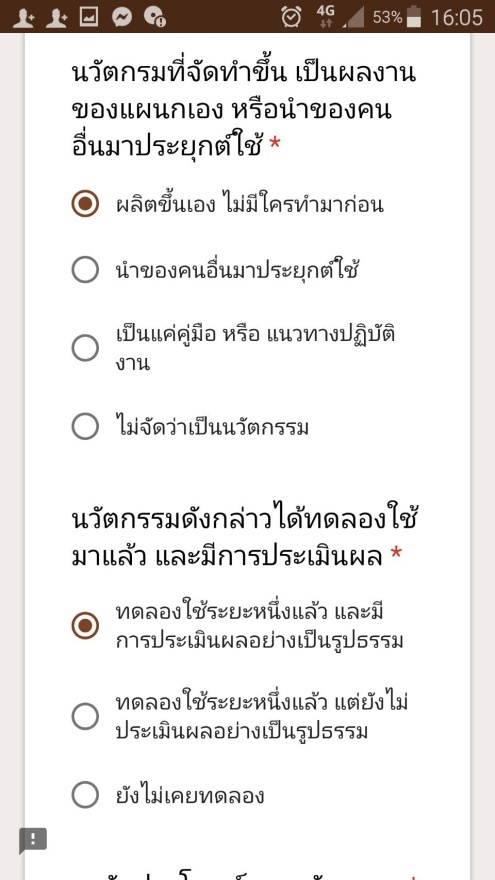 4G 53% 16:05
นวัตกรมที่จัดทำขึ้น เป็นผลงาน
ของแผนกเอง หรือนำของคน
อื่นมาประยุกต์ใช้ *
ผลิตขึ้นเอง ไม่มีใครทำมาก่อน
นำของคนอื่นมาประยุกต์ใช้
เป็นแค่คู่มือ หรือ แนวทางปฏิบัติ
งาน
ไม่จัดว่าเป็นนวัตกรรม
นวัตกรรมดังกล่าวได้ทดลองใช้
มาแล้ว และมีการประเมินผล *
ทดลองใช้ระยะหนึ่งแล้ว และมี
การประเมินผลอย่างเป็นรูปธรรม
ทดลองใช้ระยะหนึ่งแล้ว แต่ยังไม่
ประเมินผลอย่างเป็นรูปธรรม
ยังไม่เคยทดลอง